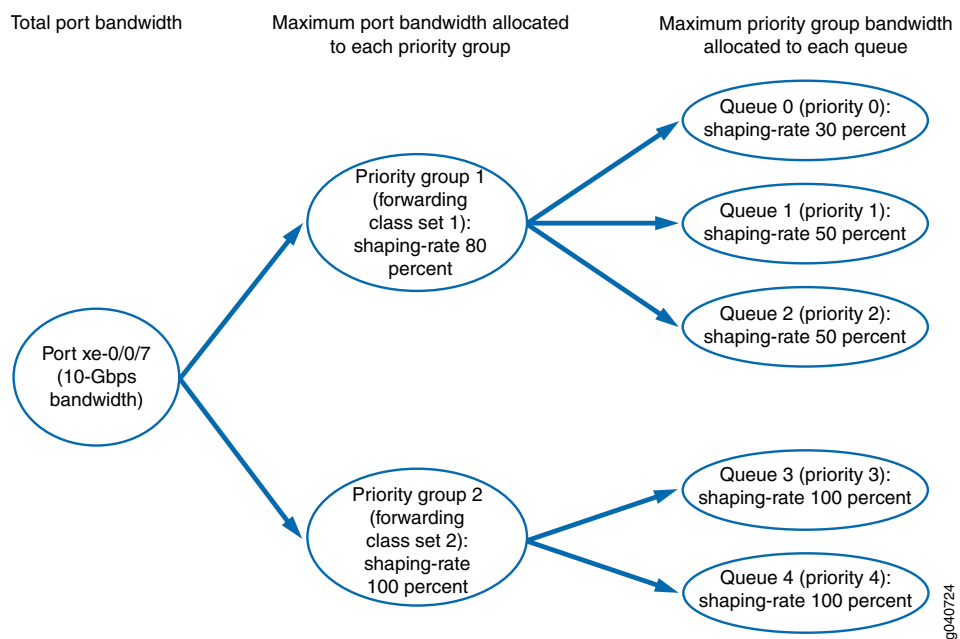 Total port bandwidth
Maximum port bandwidth allocated
to each priority group
Maximum priority group bandwidth
allocated to each queue
Port xe-0/0/7
(10-Gbps
bandwidth)
Priority group 1
(forwarding
class set 1):
shaping-rate 80
percent
Queue 0 (priority 0):
shaping-rate 30 percent
Queue 1 (priority 1):
shaping-rate 50 percent
Queue 2 (priority 2):
shaping-rate 50 percent
Priority group 2
(forwarding
class set 2):
shaping-rate
100 percent
Queue 3 (priority 3):
shaping-rate 100 percent
Queue 4 (priority 4):
shaping-rate 100 percent
g040724